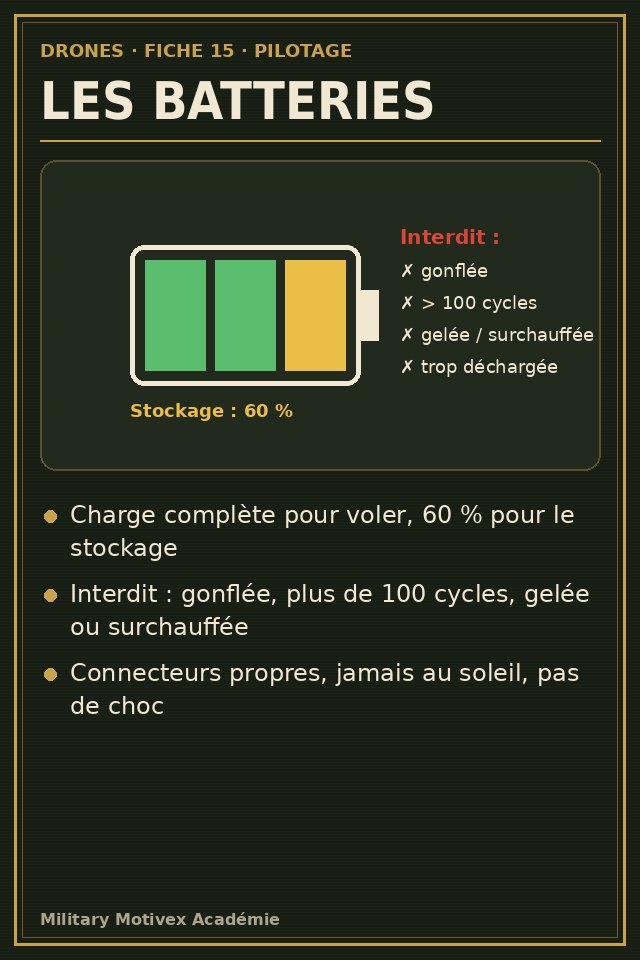 DRONES · FICHE 15 · PILOTAGE
LES BATTERIES
Interdit :
✗ gonflée
✗ > 100 cycles
✗ gelée / surchauffée
✗ trop déchargée
Stockage : 60 %
● Charge complète pour voler, 60 % pour le
stockage
● Interdit : gonflée, plus de 100 cycles, gelée
ou surchauffée
● Connecteurs propres, jamais au soleil, pas
de choc
Military Motivex Académie